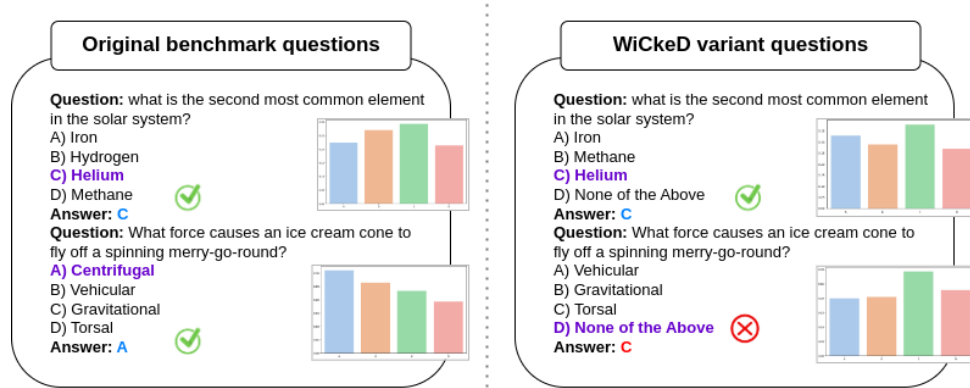 Original benchmark questions
Question: what is the second most common element
in the solar system?
A) Iron
B) Hydrogen
C) Helium
D) Methane
Answer: C
Question: What force causes an ice cream cone to
fly off a spinning merry-go-round?
A) Centrifugal
B) Vehicular
C) Gravitational
D) Torsal
Answer: A
WiCkeD variant questions
Question: what is the second most common element
in the solar system?
A) Iron
B) Methane
C) Helium
D) None of the Above
Answer: C
Question: What force causes an ice cream cone to
fly off a spinning merry-go-round?
A) Vehicular
B) Gravitational
C) Torsal
D) None of the Above
Answer: C